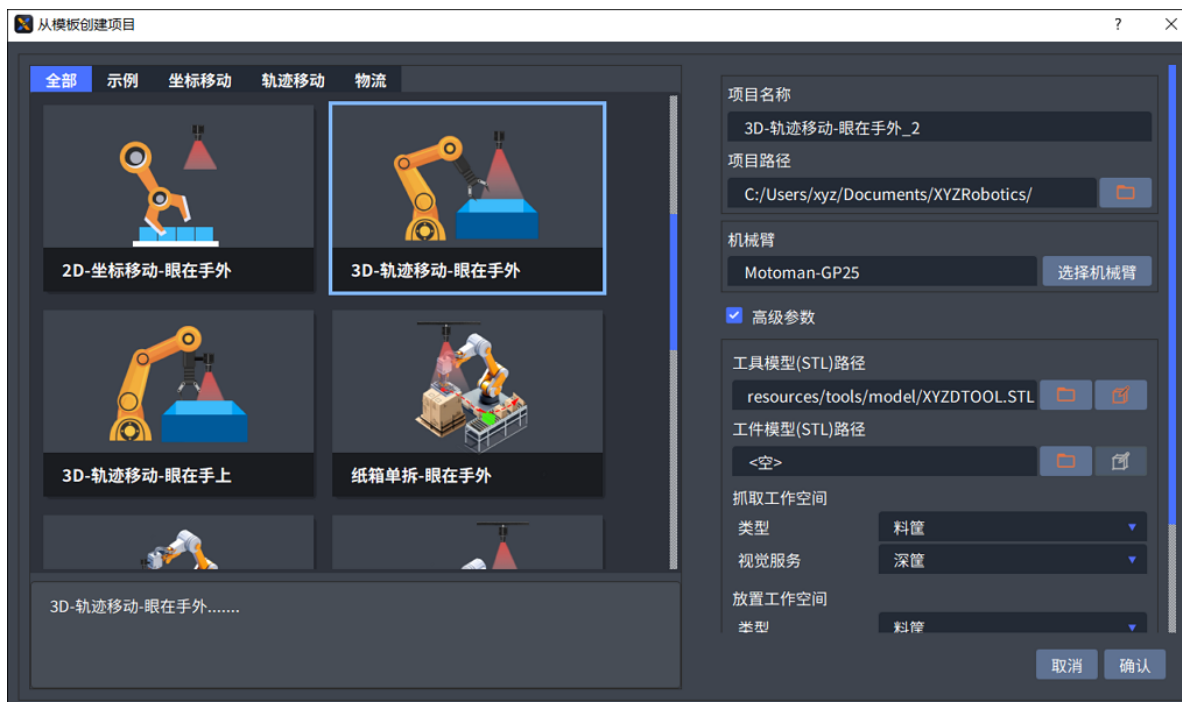 从模板创建项目
? ×
全部 示例 坐标移动 轨迹移动 物流
2D-坐标移动-眼在手外
3D-轨迹移动-眼在手外
3D-轨迹移动-眼在手上
纸箱单拆-眼在手外
3D-轨迹移动-眼在手外.......
项目名称
3D-轨迹移动-眼在手外_2
项目路径
C:/Users/xyz/Documents/XYZRobotics/
机械臂
Motoman-GP25 选择机械臂
高级参数
工具模型(STL)路径
resources/tools/model/XYZDTOOL.STL
工件模型(STL)路径
<空>
抓取工作空间
类型 料筐
视觉服务 深筐
放置工作空间
类型 料筐
取消 确认